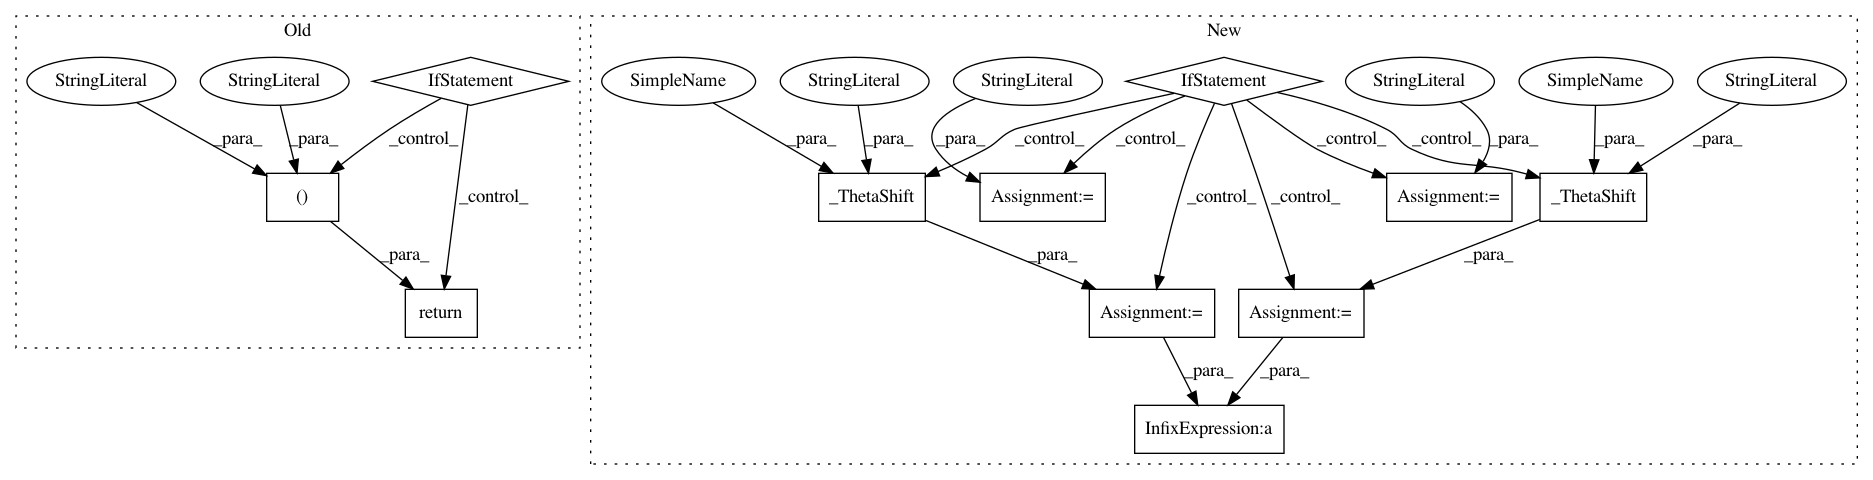 Old
New
StringLiteral
StringLiteral
IfStatement
SimpleName
StringLiteral
StringLiteral
IfStatement
StringLiteral
SimpleName
StringLiteral
_para_
_para_
_control_
_para_
_para_
_para_
_control_
_control_
_control_
_control_
_para_
_para_
_para_
()
_control_
_ThetaShift
Assignment:=
_control_
_control_
Assignment:=
_ThetaShift
_para_
_para_
_para_
return
Assignment:=
Assignment:=
_para_
_para_
InfixExpression:a